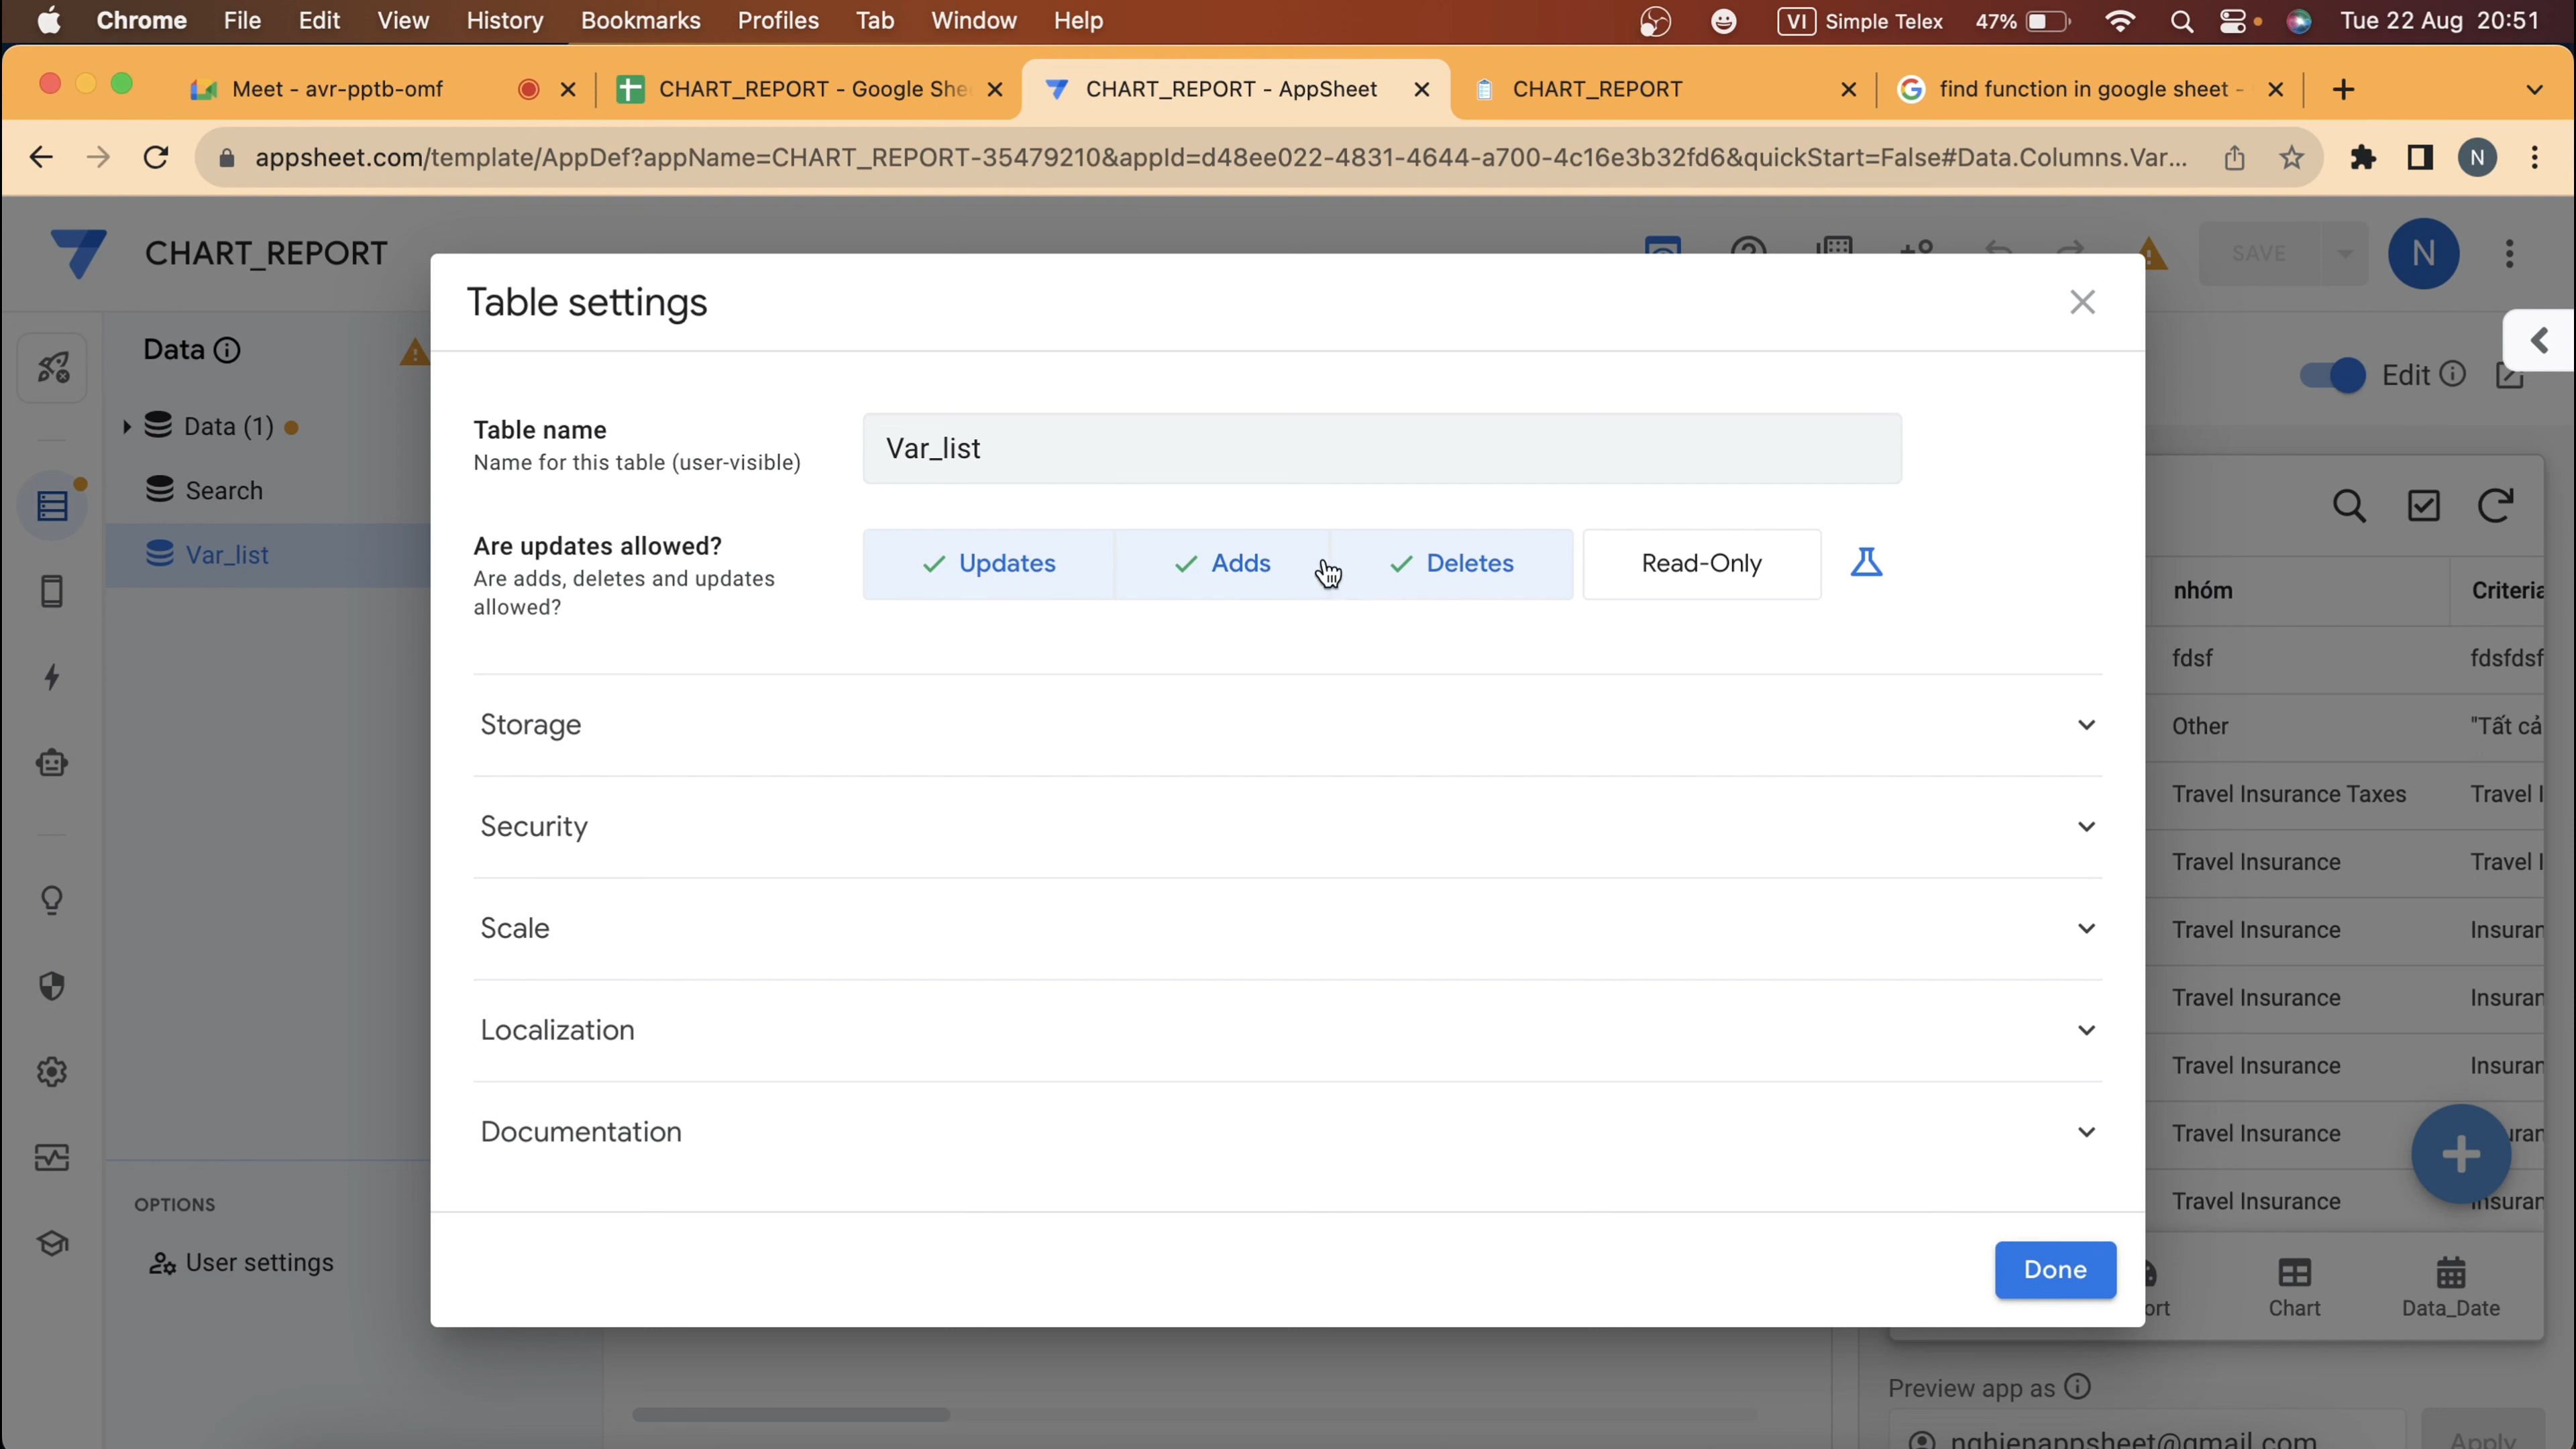 Chrome File Edit View History Bookmarks Profiles Tab Window Help VI Simple Telex 47% Tue 22 Aug 20:51
Meet - avr-pptb-omf CHART_REPORT - Google She CHART_REPORT - AppSheet CHART_REPORT find function in google sheet -
appsheet.com/template/AppDef?appName=CHART_REPORT-35479210&appId=d48ee022-4831-4644-a700-4c16e3b32fd6&quickStart=False#Data.Columns.Var... N
CHART_REPORT SAVE N
Table settings
Data
Edit
Data (1)
Table name
Name for this table (user-visible)
Var_list
Search
Var_list
Are updates allowed?
Are adds, deletes and updates
allowed?
Updates Adds Deletes Read-Only
nhóm Criteria
fdsf fdsfdsf
Storage
Other "Tất cả
Travel Insurance Taxes Travel I
Security
Travel Insurance Travel I
Scale
Travel Insurance Insuran
Travel Insurance Insuran
Localization
Travel Insurance Insuran
Documentation
Travel Insurance uran
Travel Insurance nsuran
OPTIONS
User settings
Done
ort Chart Data_Date
Preview app as
nghienappsheet@gmail.com Apply